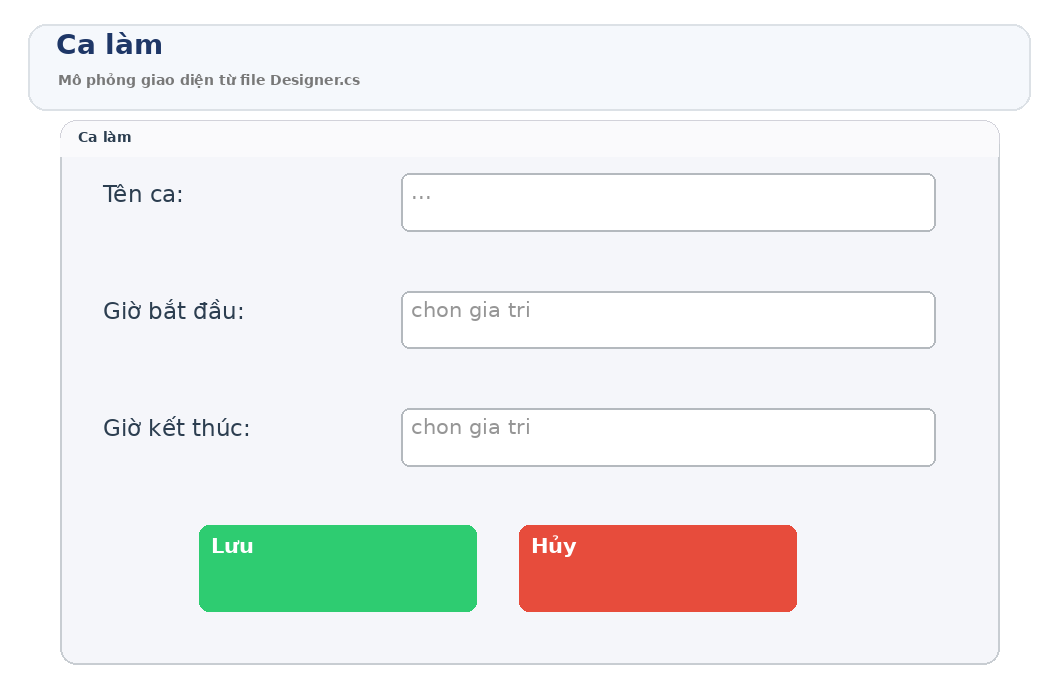 Ca làm
Mô phỏng giao diện từ file Designer.cs
Ca làm
Tên ca:
...
Giờ bắt đầu:
chon gia tri
Giờ kết thúc:
chon gia tri
Lưu
Hủy